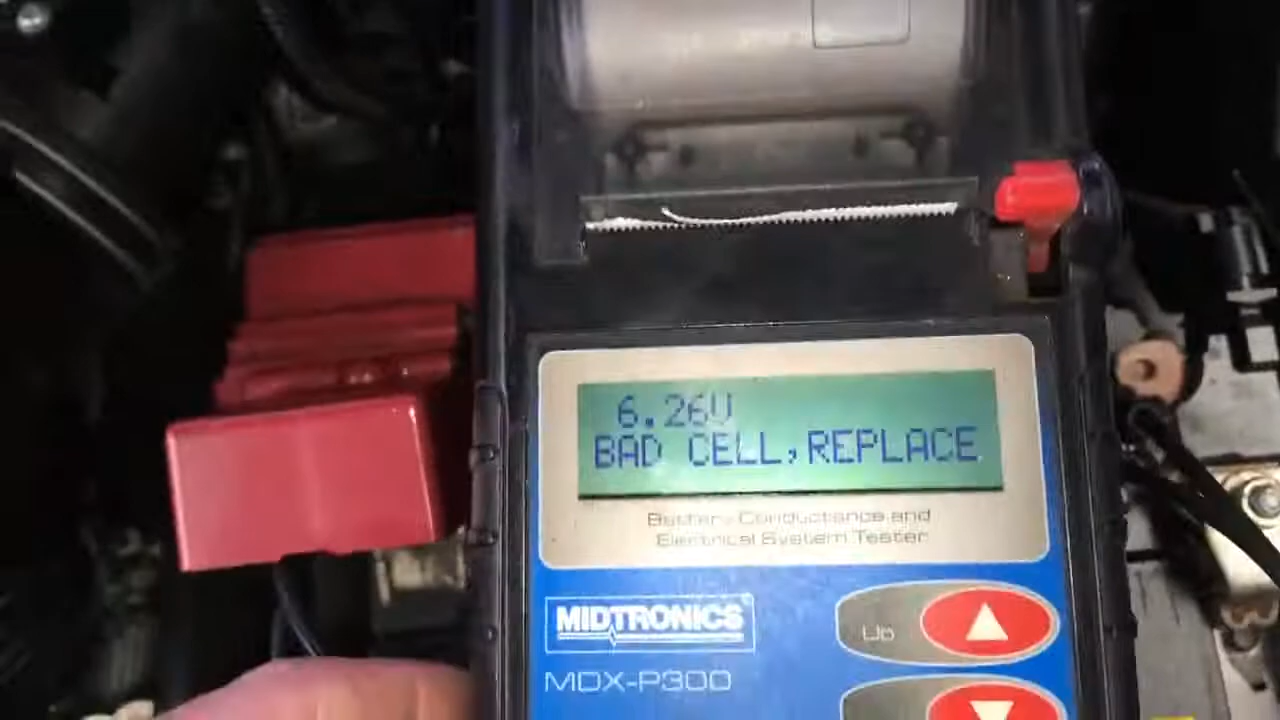 6.26V
BAD CELL,REPLACE
Battery Conductance and
Electrical System Tester
MIDTRONICS
Up
MDX-P300